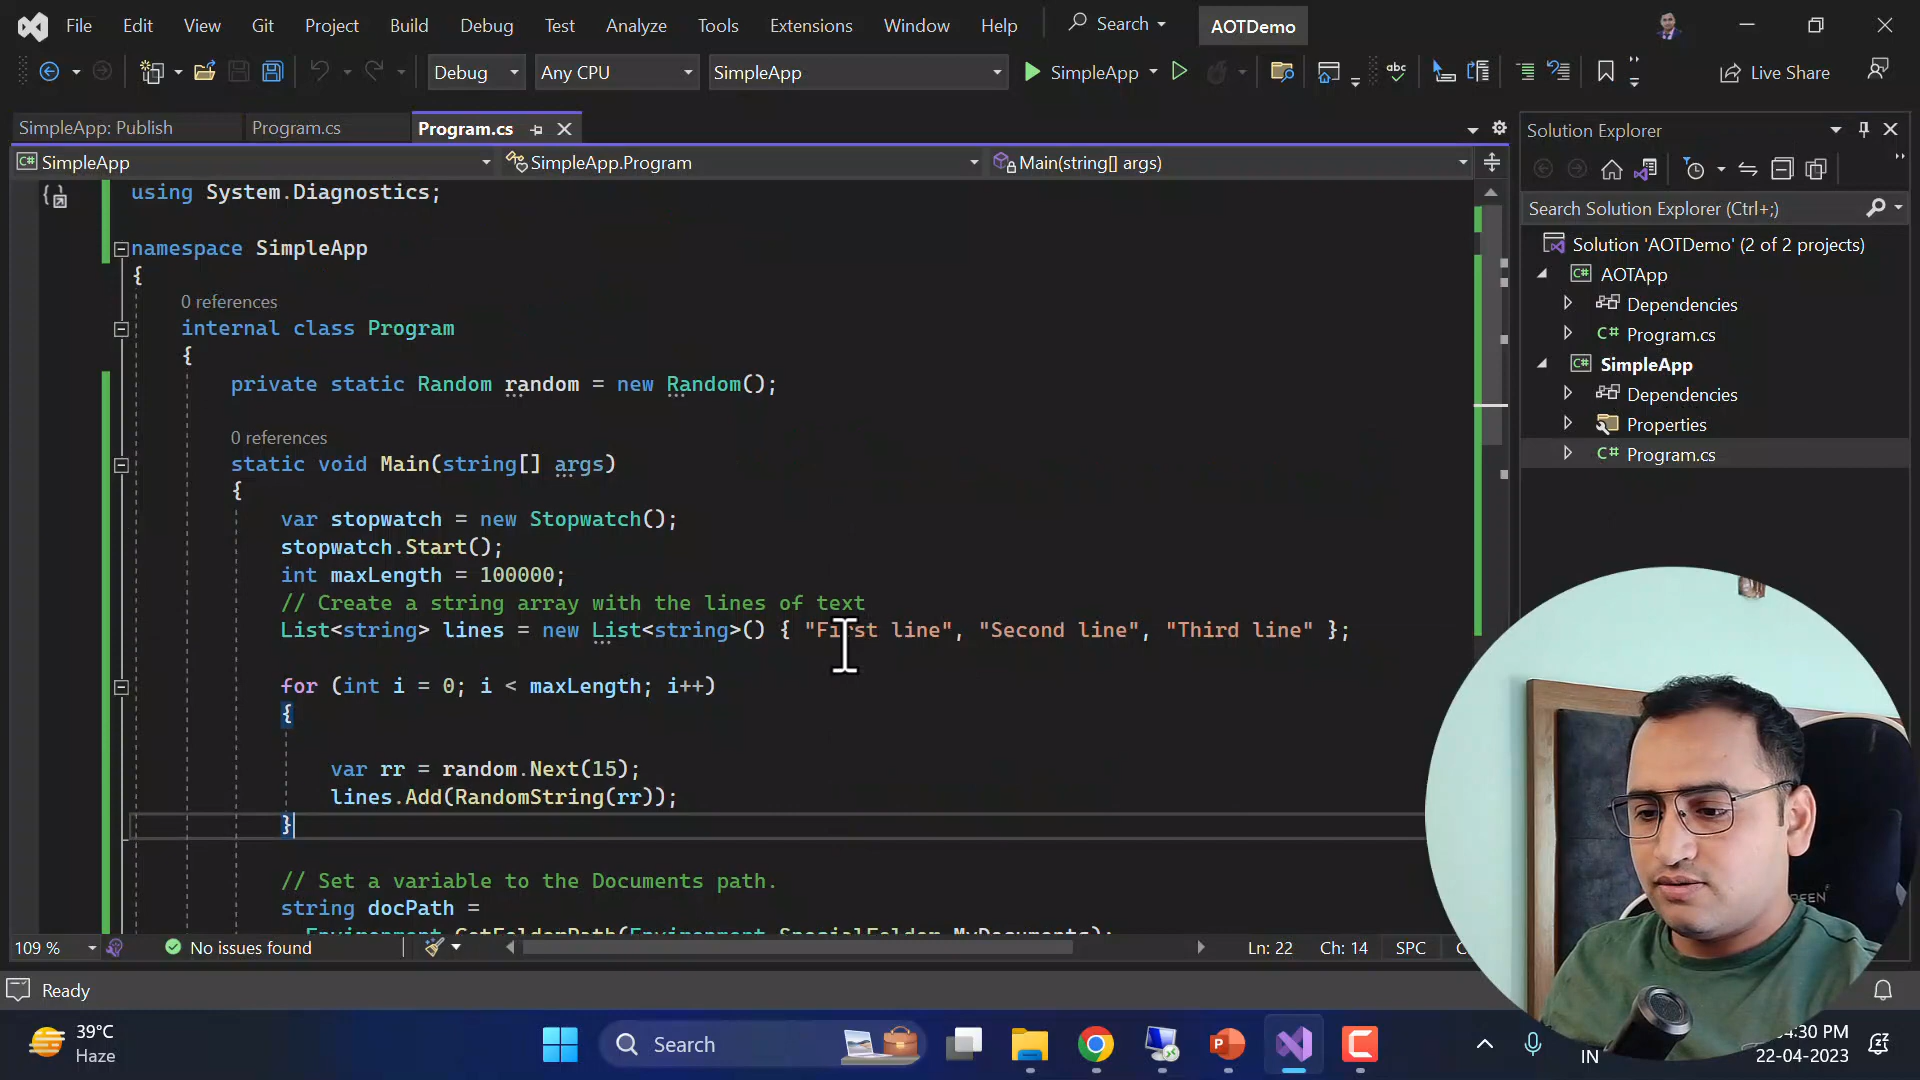 File Edit View Git Project Build Debug Test Analyze Tools Extensions Window Help Search AOTDemo
Debug Any CPU SimpleApp SimpleApp Live Share
SimpleApp: Publish Program.cs Program.cs
SimpleApp SimpleApp.Program Main(string[] args)
using System.Diagnostics;
namespace SimpleApp
{
0 references
internal class Program
{
private static Random random = new Random();
0 references
static void Main(string[] args)
{
var stopwatch = new Stopwatch();
stopwatch.Start();
int maxLength = 100000;
// Create a string array with the lines of text
List<string> lines = new List<string>() { "First line", "Second line", "Third line" };
for (int i = 0; i < maxLength; i++)
{
var rr = random.Next(15);
lines.Add(RandomString(rr));
}
// Set a variable to the Documents path.
string docPath =
Environment.GetFolderPath(Environment.SpecialFolder.MyDocuments);
109 % No issues found Ln: 22 Ch: 14 SPC
Solution Explorer
Search Solution Explorer (Ctrl+;)
Solution 'AOTDemo' (2 of 2 projects)
C# AOTApp
Dependencies
C# Program.cs
C# SimpleApp
Dependencies
Properties
C# Program.cs
Ready
39°C
Haze
Search
IN
:30 PM
22-04-2023